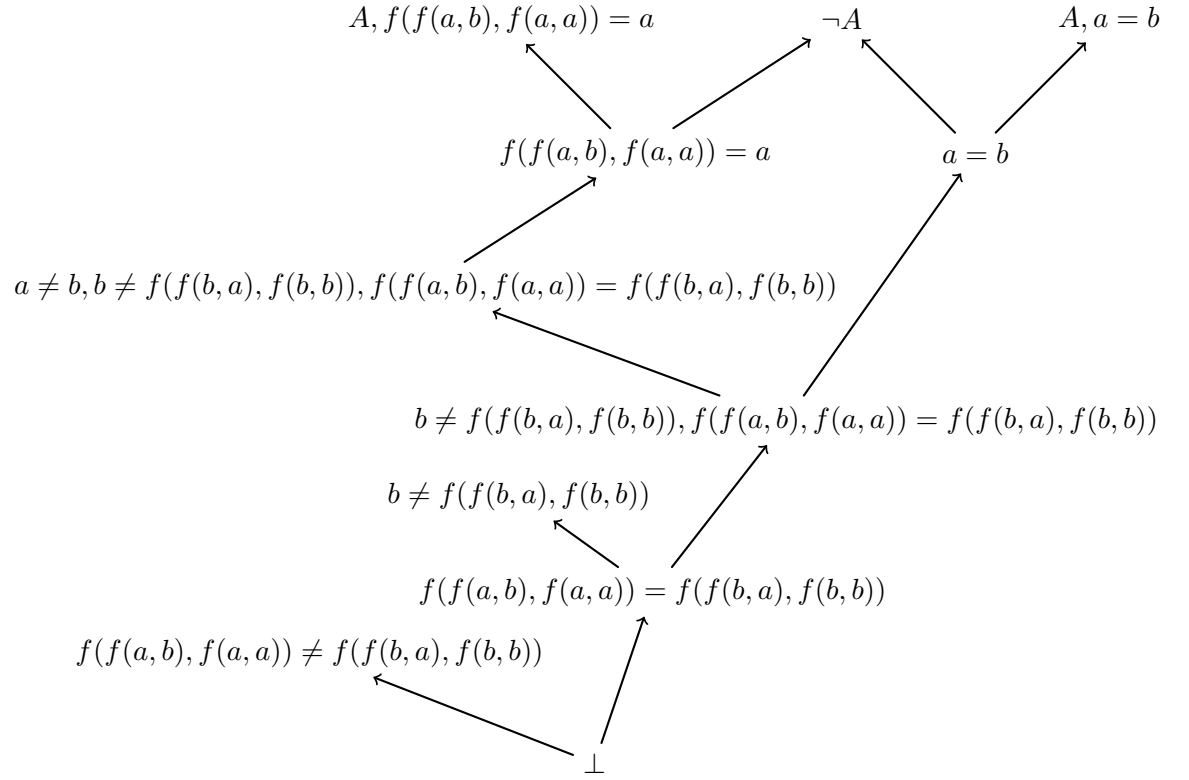 A, f(f(a, b), f(a, a)) = a ¬A A, a = b
f(f(a, b), f(a, a)) = a a = b
a ≠ b, b ≠ f(f(b, a), f(b, b)), f(f(a, b), f(a, a)) = f(f(b, a), f(b, b))
b ≠ f(f(b, a), f(b, b)), f(f(a, b), f(a, a)) = f(f(b, a), f(b, b))
b ≠ f(f(b, a), f(b, b))
f(f(a, b), f(a, a)) = f(f(b, a), f(b, b))
f(f(a, b), f(a, a)) ≠ f(f(b, a), f(b, b))
⊥